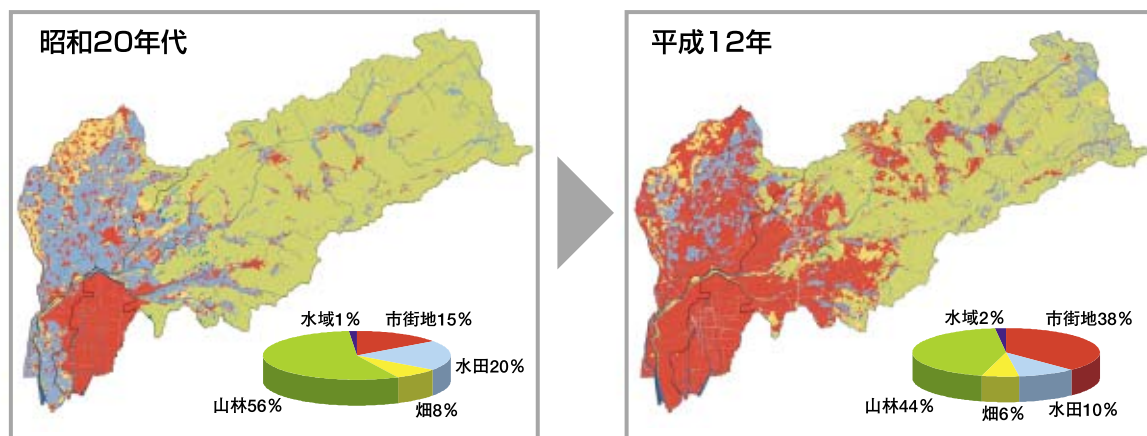 昭和20年代
水域1%
市街地15%
水田20%
畑8%
山林56%
平成12年
水域2%
市街地38%
水田10%
畑6%
山林44%